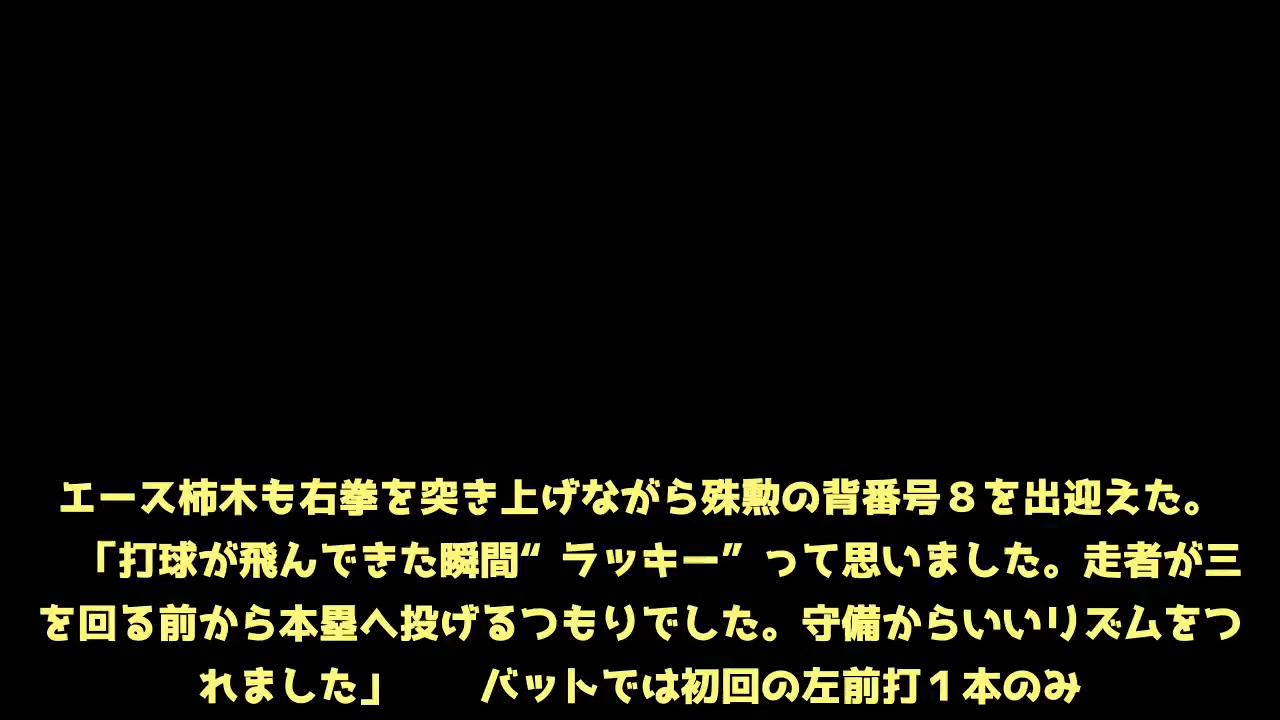 エース柿木も右拳を突き上げながら殊勲の背番号８を出迎えた。
「打球が飛んできた瞬間“ラッキー”って思いました。走者が三
を回る前から本塁へ投げるつもりでした。守備からいいリズムをつ
れました」　　バットでは初回の左前打１本のみ